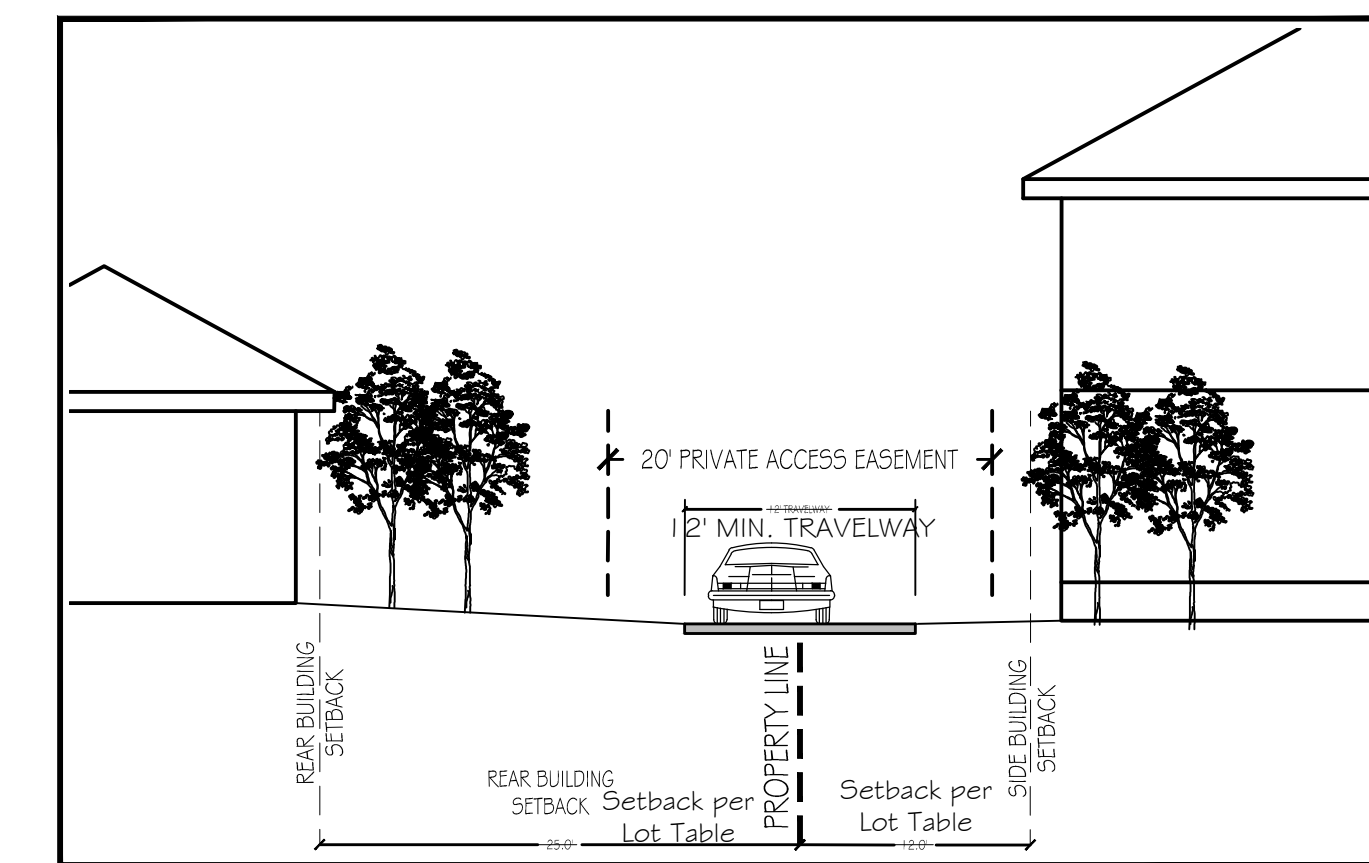 20' PRIVATE ACCESS EASEMENT
12' TRAVELWAY
12' MIN. TRAVELWAY
REAR BUILDING
SETBACK
PROPERTY LINE
SIDE BUILDING
SETBACK
REAR BUILDING
SETBACK
Setback per
Lot Table
Setback per
Lot Table
25.0'
12.0'